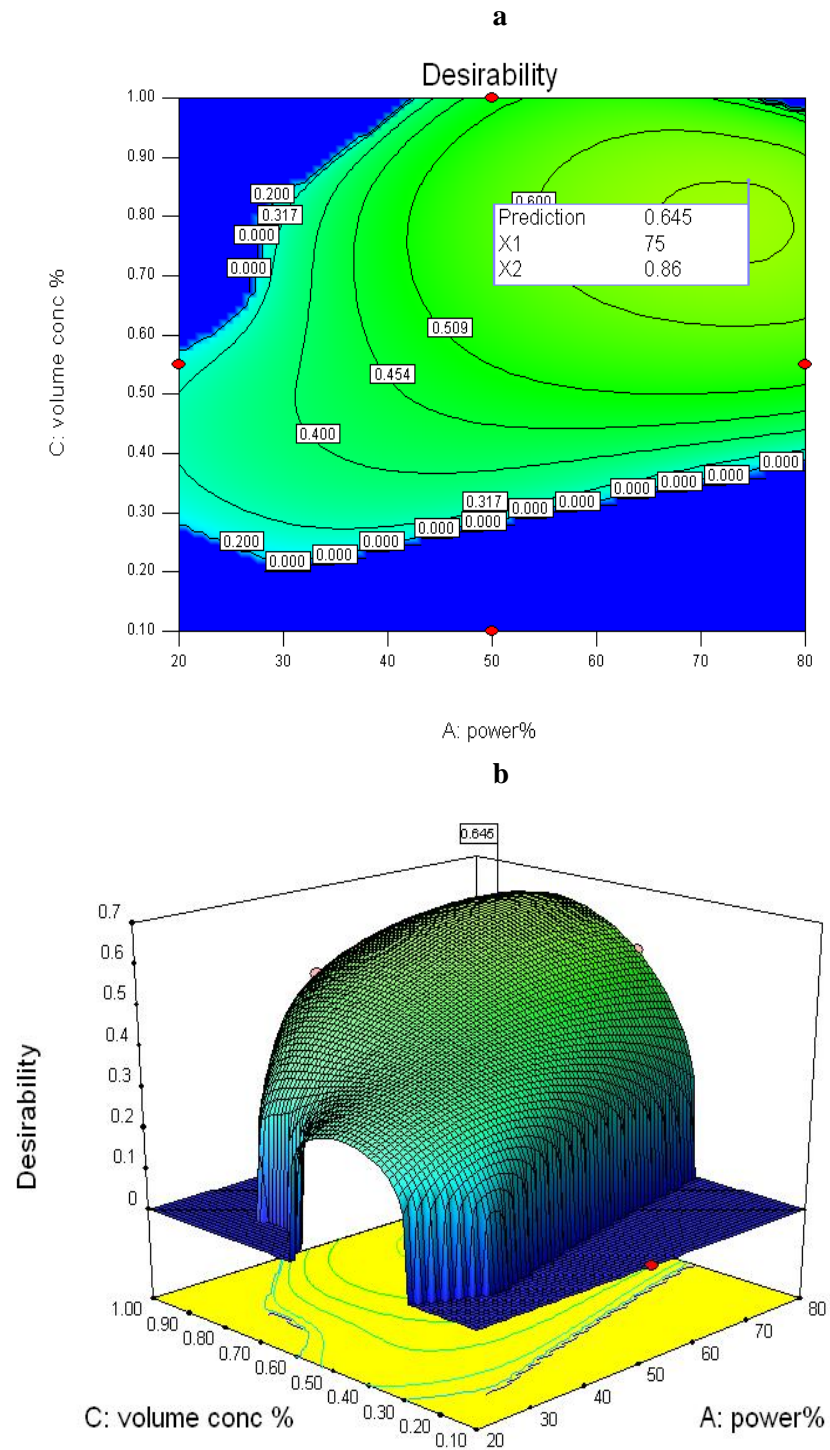 a
Desirability
1.00
0.90
0.200
0.600
0.80
0.317
Prediction 0.645
0.000
X1 75
0.70
0.000
X2 0.86
C: volume conc %
0.60
0.509
0.454
0.50
0.400
0.40
0.000
0.000
0.000
0.000
0.30
0.317
0.000
0.000
0.000
0.000
0.200
0.000
0.000
0.20
0.000
0.10
20 30 40 50 60 70 80
A: power%
b
0.645
0.7
0.6
0.5
0.4
0.3
0.2
0.1
0
Desirability
1.00 0.90 0.80 0.70 0.60 0.50 0.40 0.30 0.20 0.10
20 30 40 50 60 70 80
C: volume conc %
A: power%